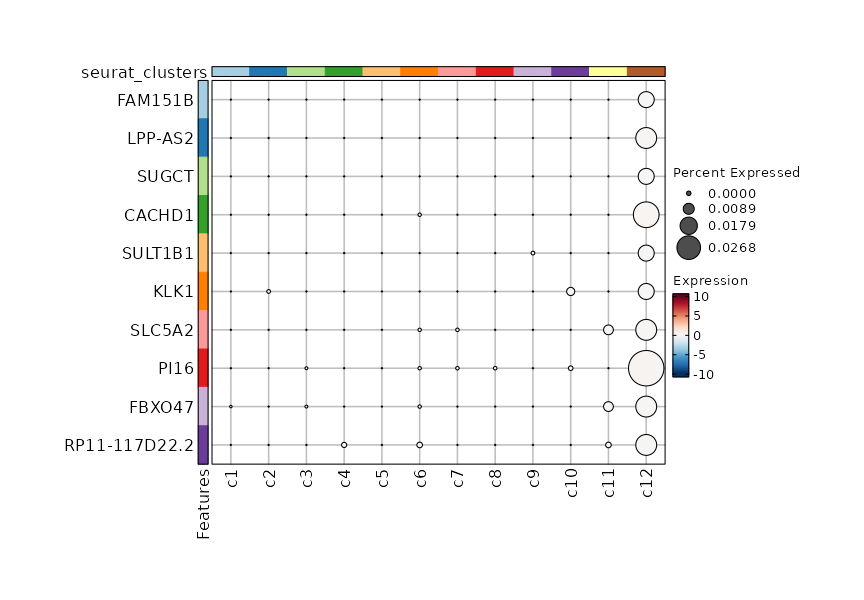 seurat_clusters
FAM151B
LPP-AS2
SUGCT
CACHD1
SULT1B1
KLK1
SLC5A2
PI16
FBXO47
RP11-117D22.2
Features
c1
c2
c3
c4
c5
c6
c7
c8
c9
c10
c11
c12
Percent Expressed
0.0000
0.0089
0.0179
0.0268
Expression
10
5
0
-5
-10